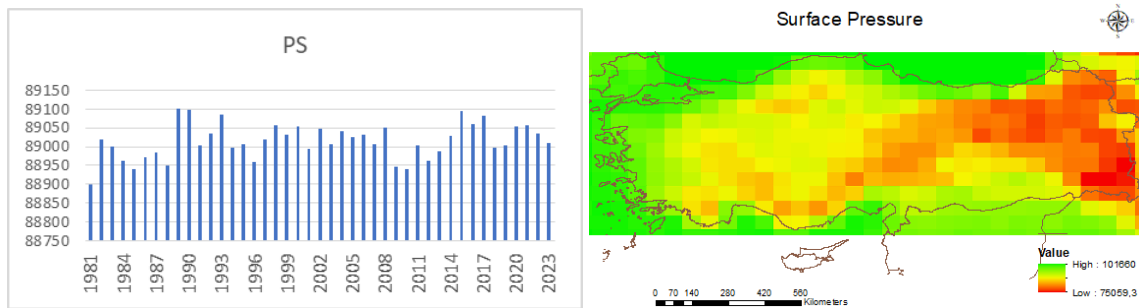 PS
89150
89100
89050
89000
88950
88900
88850
88800
88750
1981
1984
1987
1990
1993
1996
1999
2002
2005
2008
2011
2014
2017
2020
2023
Surface Pressure
N
W E
S
Value
High : 101660
Low : 75059,3
0 70 140 280 420 560
Kilometers